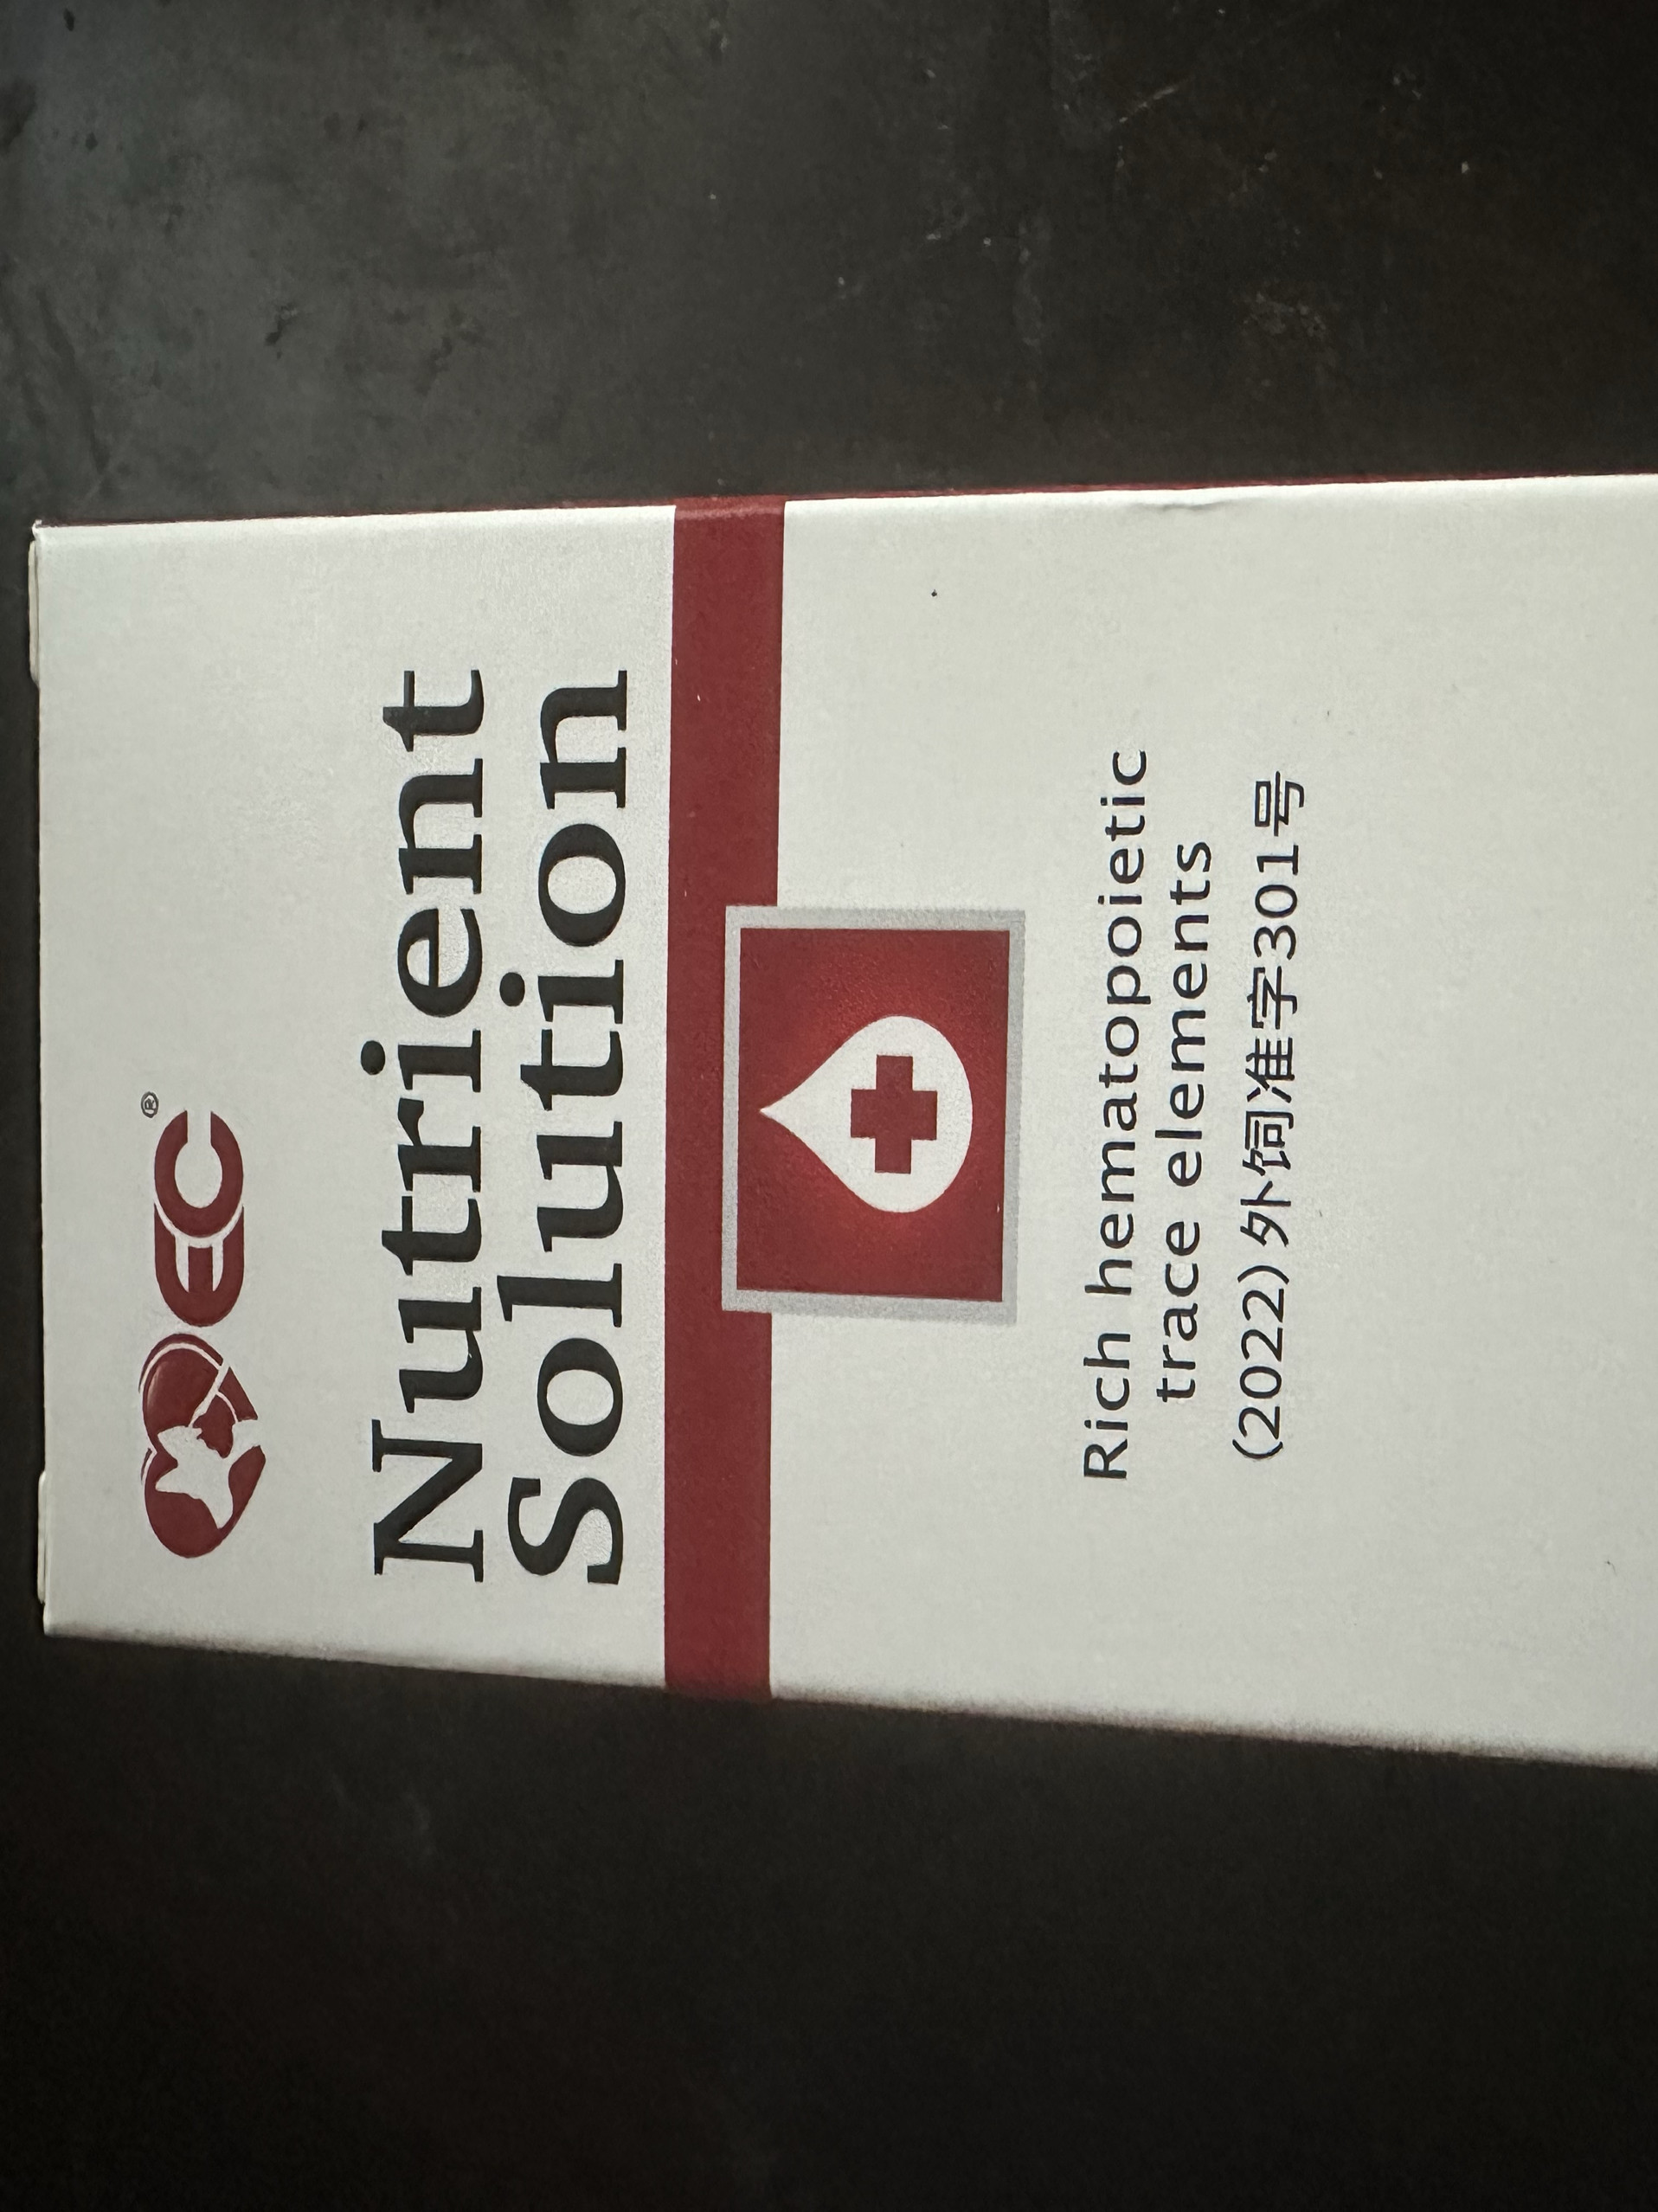 EC®
Nutrient
Solution
Rich hematopoietic
trace elements
(2022)外饲准字301号